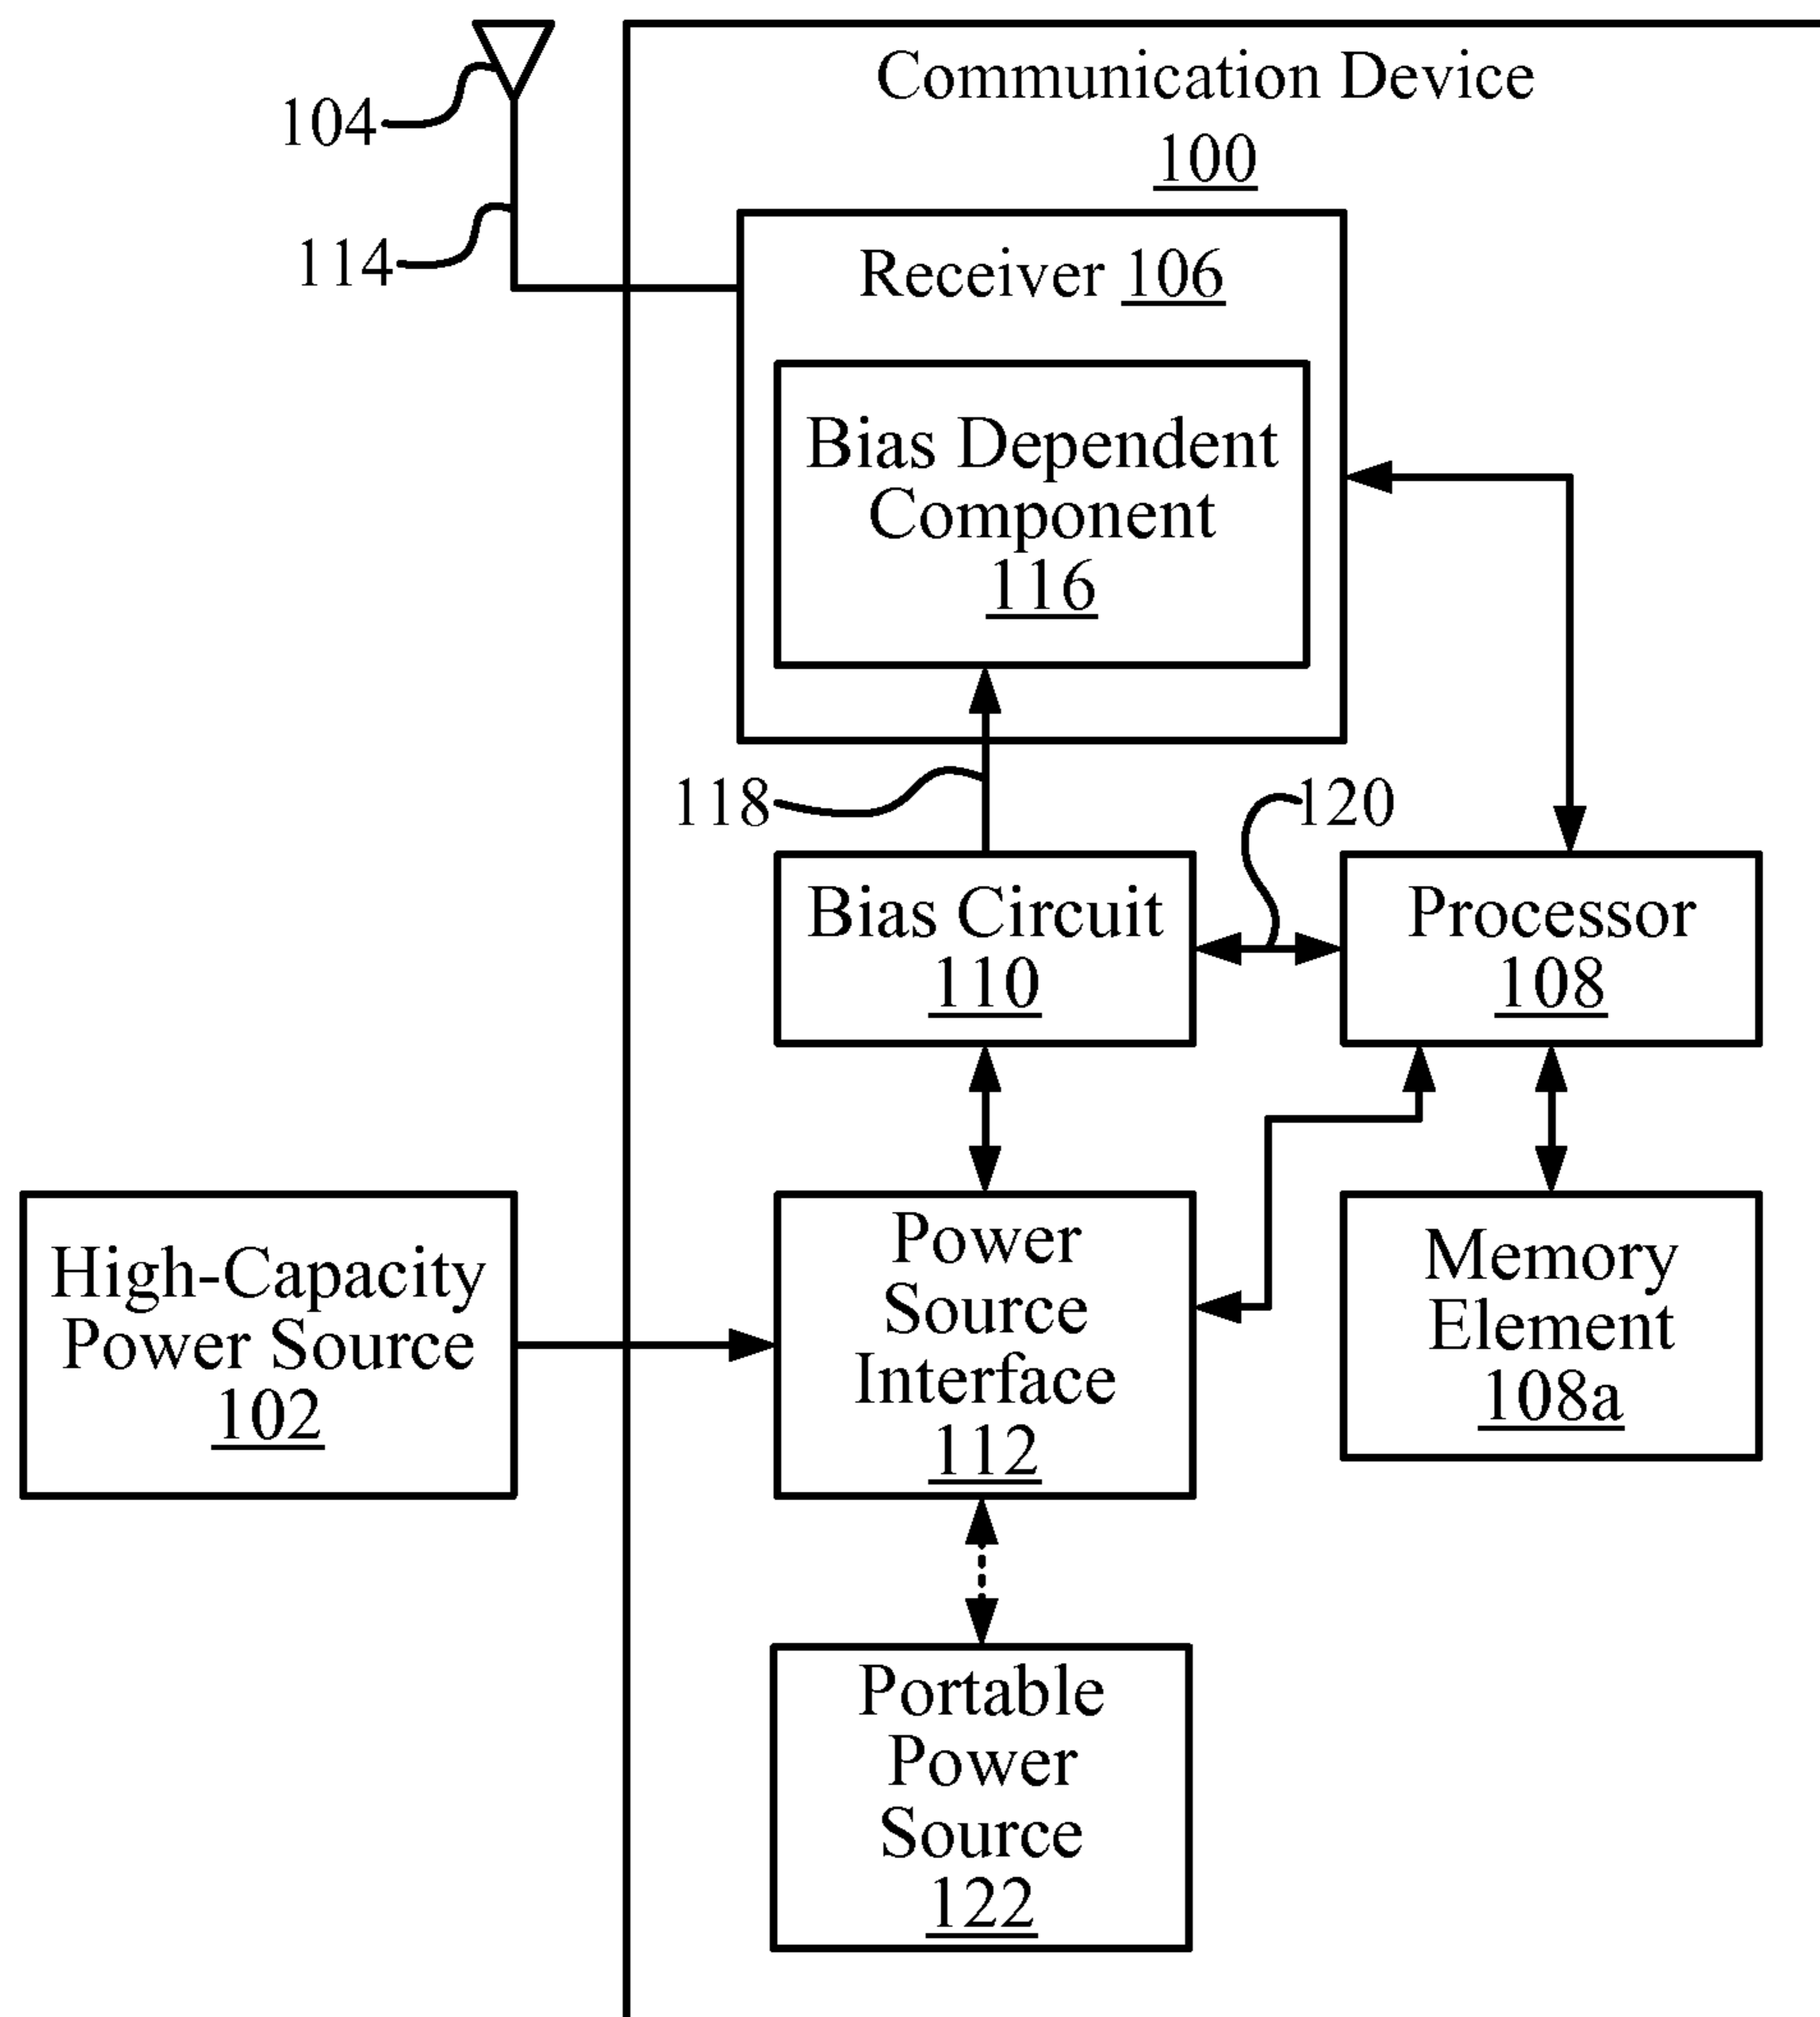 Communication Device
100
104
114
Receiver 106
Bias Dependent
Component
116
118
120
Bias Circuit
110
Processor
108
High-Capacity
Power Source
102
Power
Source
Interface
112
Memory
Element
108a
Portable
Power
Source
122